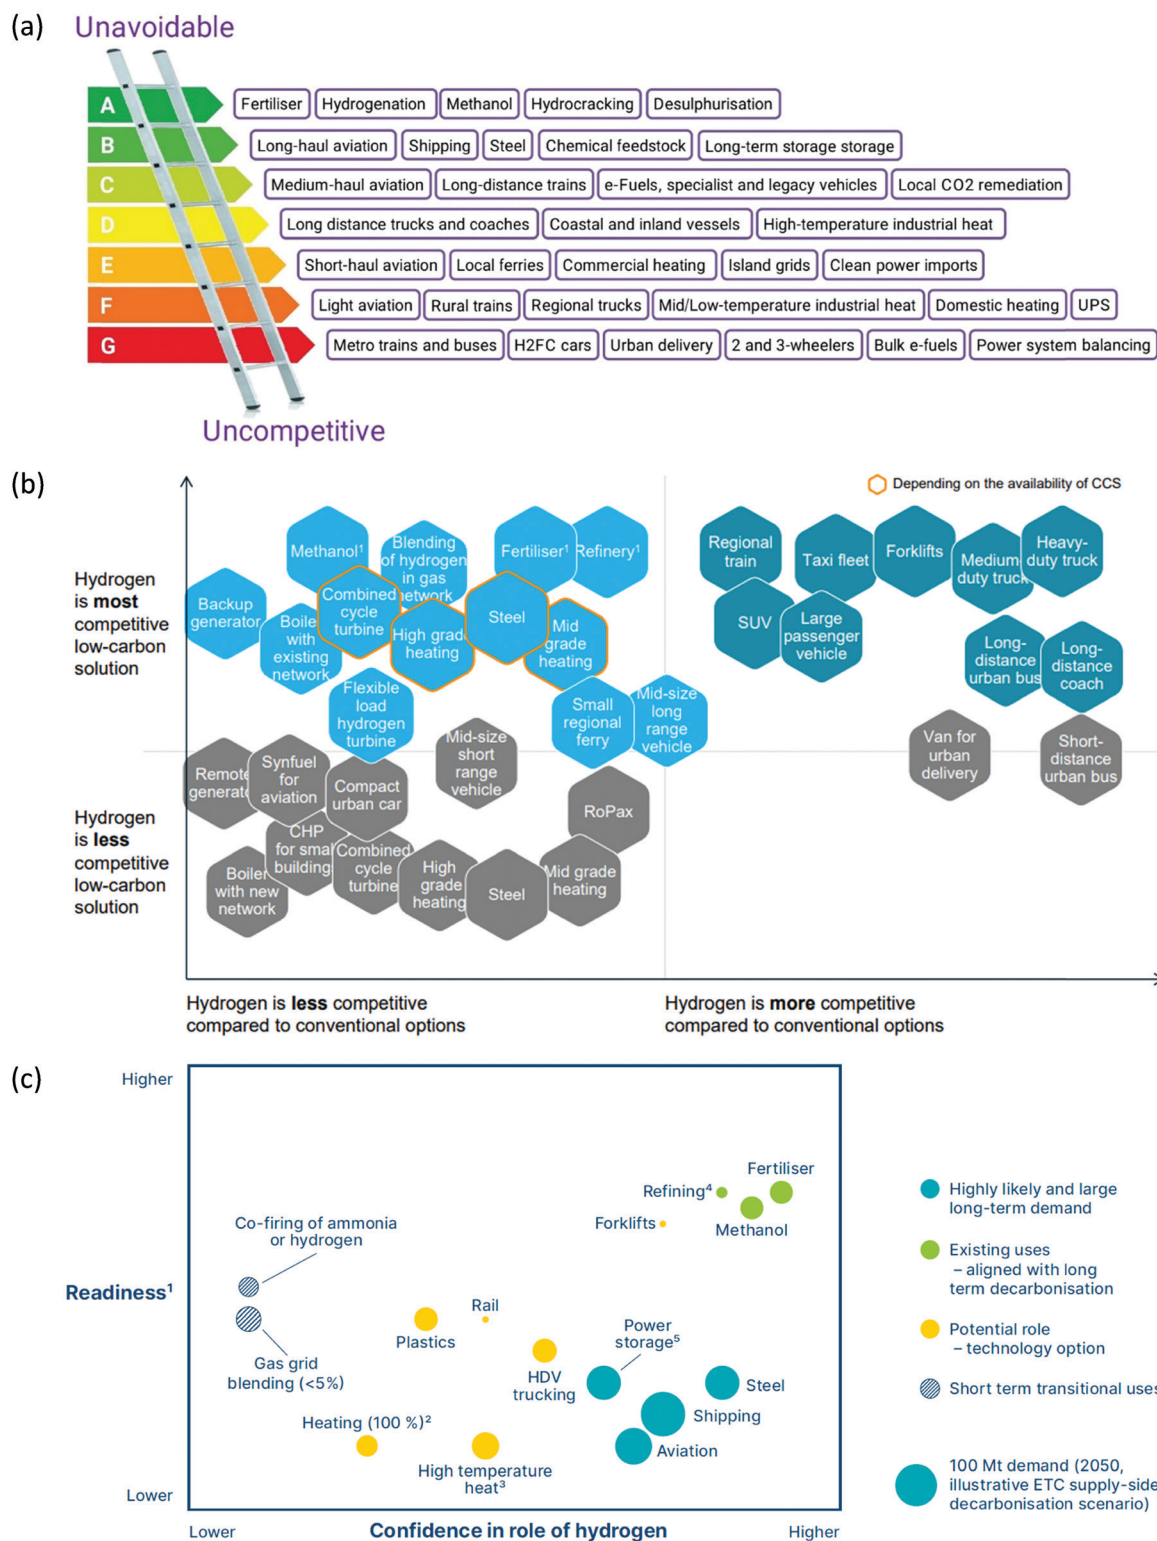 (a)
Unavoidable
A
Fertiliser
Hydrogenation
Methanol
Hydrocracking
Desulphurisation
B
Long-haul aviation
Shipping
Steel
Chemical feedstock
Long-term storage storage
C
Medium-haul aviation
Long-distance trains
e-Fuels, specialist and legacy vehicles
Local CO2 remediation
D
Long distance trucks and coaches
Coastal and inland vessels
High-temperature industrial heat
E
Short-haul aviation
Local ferries
Commercial heating
Island grids
Clean power imports
F
Light aviation
Rural trains
Regional trucks
Mid/Low-temperature industrial heat
Domestic heating
UPS
G
Metro trains and buses
H2FC cars
Urban delivery
2 and 3-wheelers
Bulk e-fuels
Power system balancing
Uncompetitive
(b)
Depending on the availability of CCS
Hydrogen
is most
competitive
low-carbon
solution
Methanol¹
Blending
of hydrogen
in gas
network
Fertiliser¹
Refinery¹
Backup
generator
Boiler
with
existing
network
Combined
cycle
turbine
High grade
heating
Steel
Mid
grade
heating
Flexible
load
hydrogen
turbine
Small
regional
ferry
Mid-size
long
range
vehicle
Regional
train
Taxi fleet
Forklifts
Medium-
duty truck
Heavy-
duty truck
SUV
Large
passenger
vehicle
Long-
distance
urban bus
Long-
distance
coach
Hydrogen
is less
competitive
low-carbon
solution
Remote
generator
Synfuel
for
aviation
Compact
urban car
Mid-size
short
range
vehicle
RoPax
Van for
urban
delivery
Short-
distance
urban bus
Boiler
with new
network
CHP
for small
buildings
Combined
cycle
turbine
High
grade
heating
Steel
Mid grade
heating
Hydrogen is less competitive
compared to conventional options
Hydrogen is more competitive
compared to conventional options
(c)
Higher
Readiness¹
Lower
Co-firing of ammonia
or hydrogen
Gas grid
blending (<5%)
Heating (100 %)²
Plastics
Rail
High temperature
heat³
HDV
trucking
Forklifts
Refining⁴
Fertiliser
Methanol
Power
storage⁵
Steel
Shipping
Aviation
Lower
Confidence in role of hydrogen
Higher
Highly likely and large
long-term demand
Existing uses
– aligned with long
term decarbonisation
Potential role
– technology option
Short term transitional uses
100 Mt demand (2050,
illustrative ETC supply-side
decarbonisation scenario)